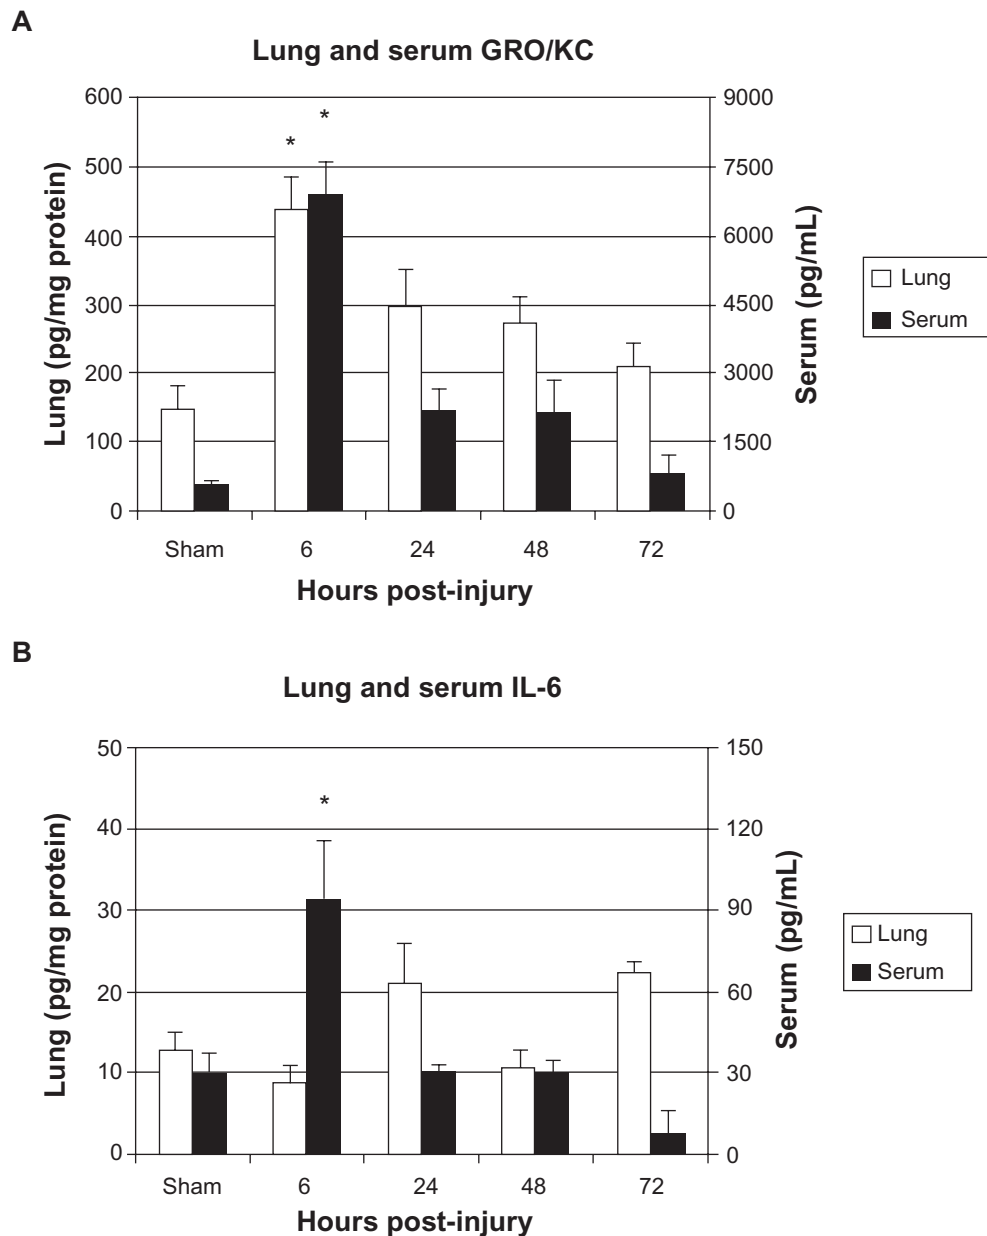 A
Lung and serum GRO/KC
Lung (pg/mg protein)
600
500
400
300
200
100
0
*
*
9000
7500
6000
4500
3000
1500
0
Serum (pg/mL)
Lung
Serum
Sham 6 24 48 72
Hours post-injury
B
Lung and serum IL-6
Lung (pg/mg protein)
50
40
30
20
10
0
*
150
120
90
60
30
0
Serum (pg/mL)
Lung
Serum
Sham 6 24 48 72
Hours post-injury